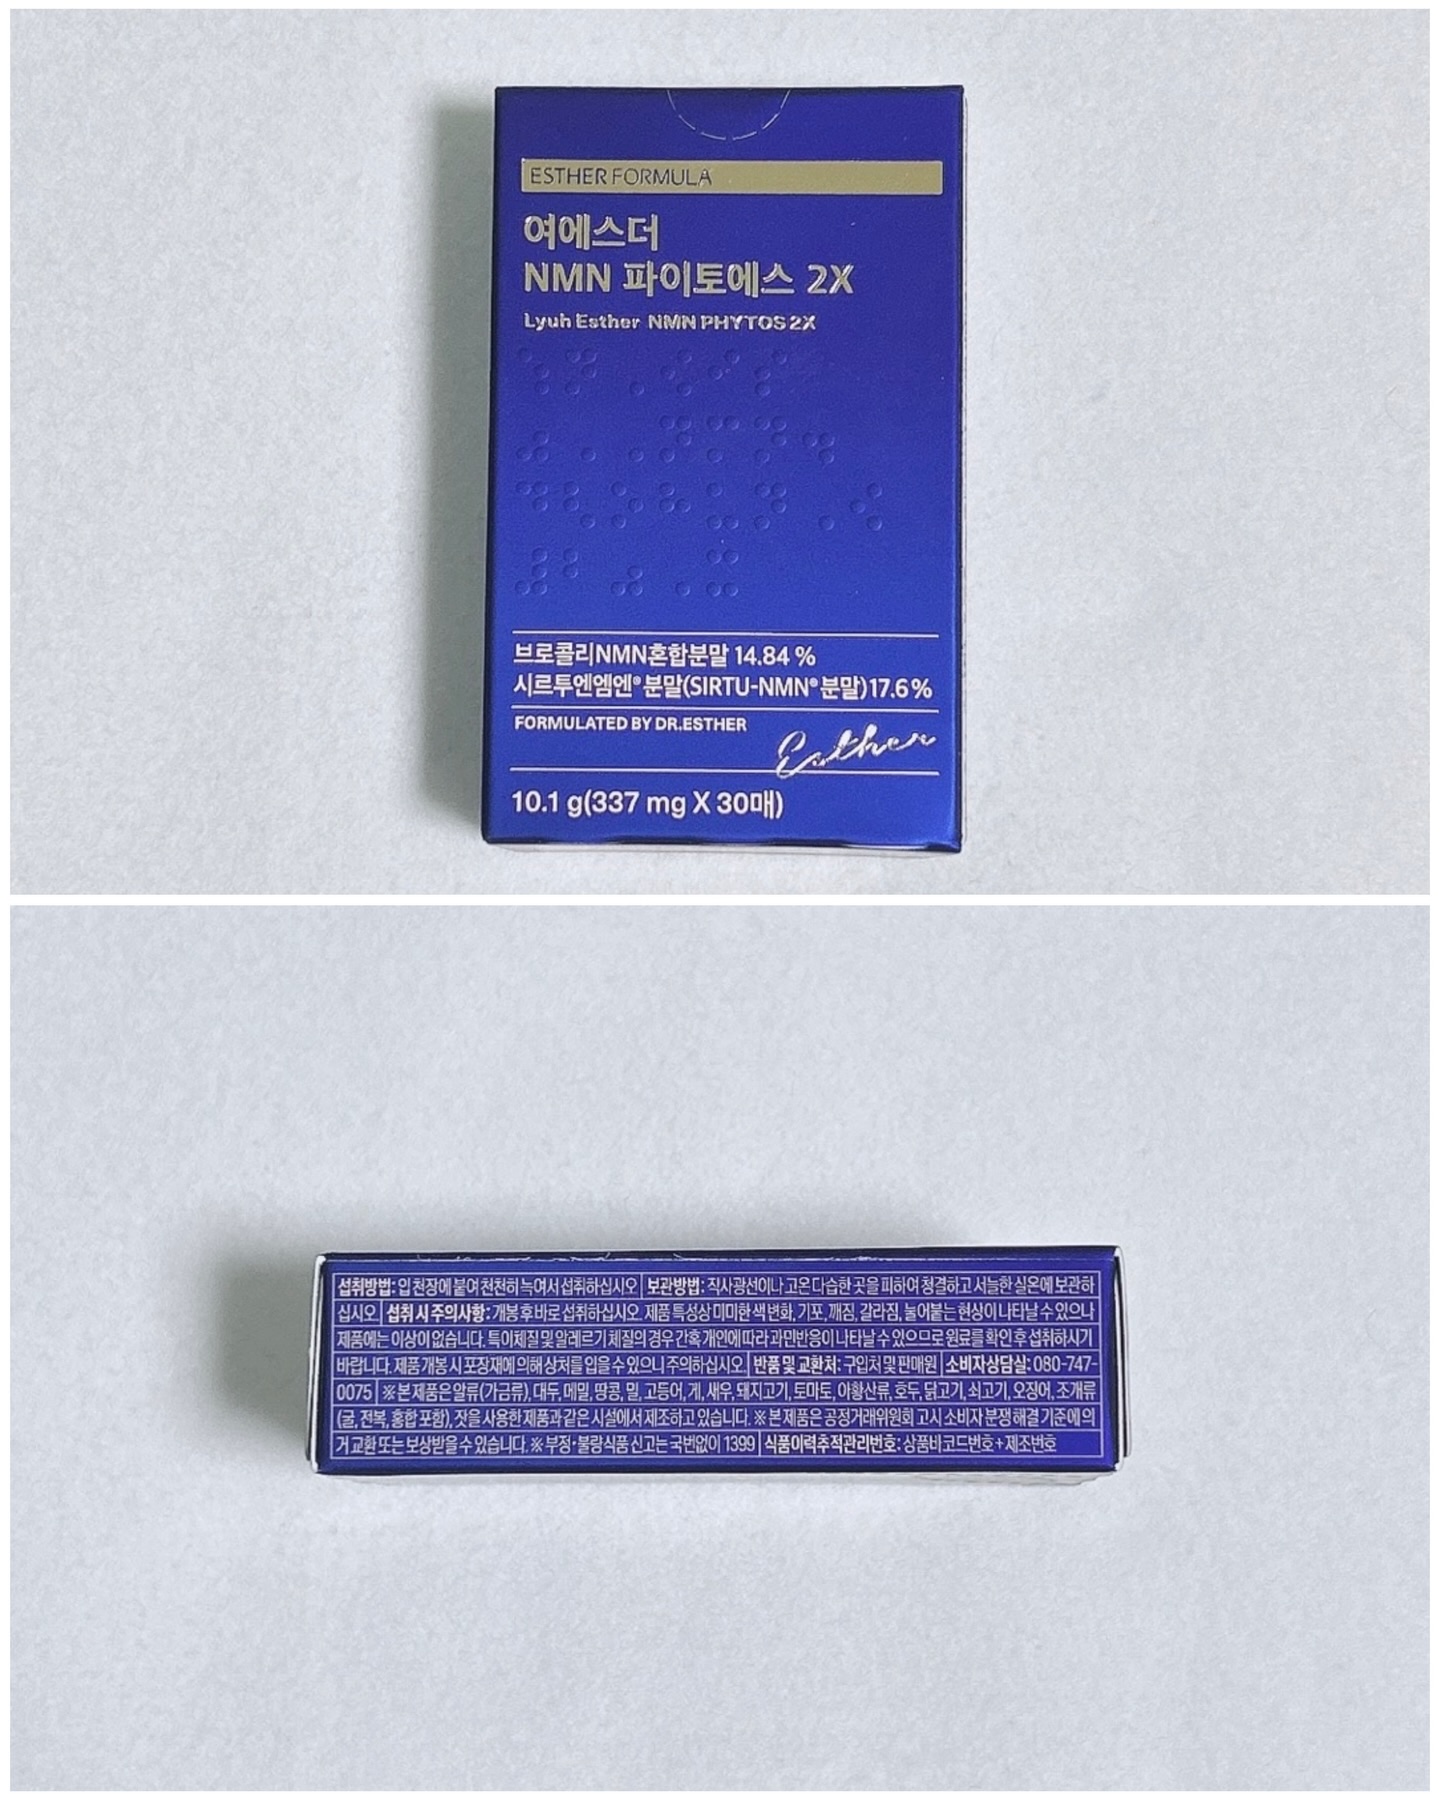 ESTHER FORMULA
여에스더
NMN 파이토에스 2X
Lyuh Esther NMN PHYTOS 2X
브로콜리NMN혼합분말 14.84 %
시르투엔엠엔®분말(SIRTU-NMN®분말)17.6%
FORMULATED BY DR.ESTHER
Esther
10.1 g(337 mg X 30매)
섭취방법: 입천장에 붙여 천천히 녹여서 섭취하십시오 보관방법: 직사광선이나 고온다습한 곳을 피하여 청결하고 서늘한 실온에 보관하
십시오 섭취 시 주의사항: 개봉 후 바로 섭취하십시오. 제품 특성상 미미한 색 변화, 기포, 깨짐, 갈라짐, 눌어붙는 현상이 나타날 수 있으나
제품에는 이상이 없습니다. 특이체질 및 알레르기 체질의 경우 간혹 개인에 따라 과민반응이 나타날 수 있으므로 원료를 확인 후 섭취하시기
바랍니다. 제품 개봉 시 포장재에 의해 상처를 입을 수 있으니 주의하십시오. 반품 및 교환처: 구입처 및 판매원 소비자상담실: 080-747-
0075 ※본 제품은 알류(가금류), 대두, 메밀, 땅콩, 밀, 고등어, 게, 새우, 돼지고기, 토마토, 아황산류, 호두, 닭고기, 쇠고기, 오징어, 조개류
(굴, 전복, 홍합 포함), 잣을 사용한 제품과 같은 시설에서 제조하고 있습니다. ※본 제품은 공정거래위원회 고시 소비자 분쟁 해결 기준에 의
거 교환 또는 보상받을 수 있습니다. ※부정·불량식품 신고는 국번없이 1399 식품이력추적관리번호: 상품바코드번호+제조번호